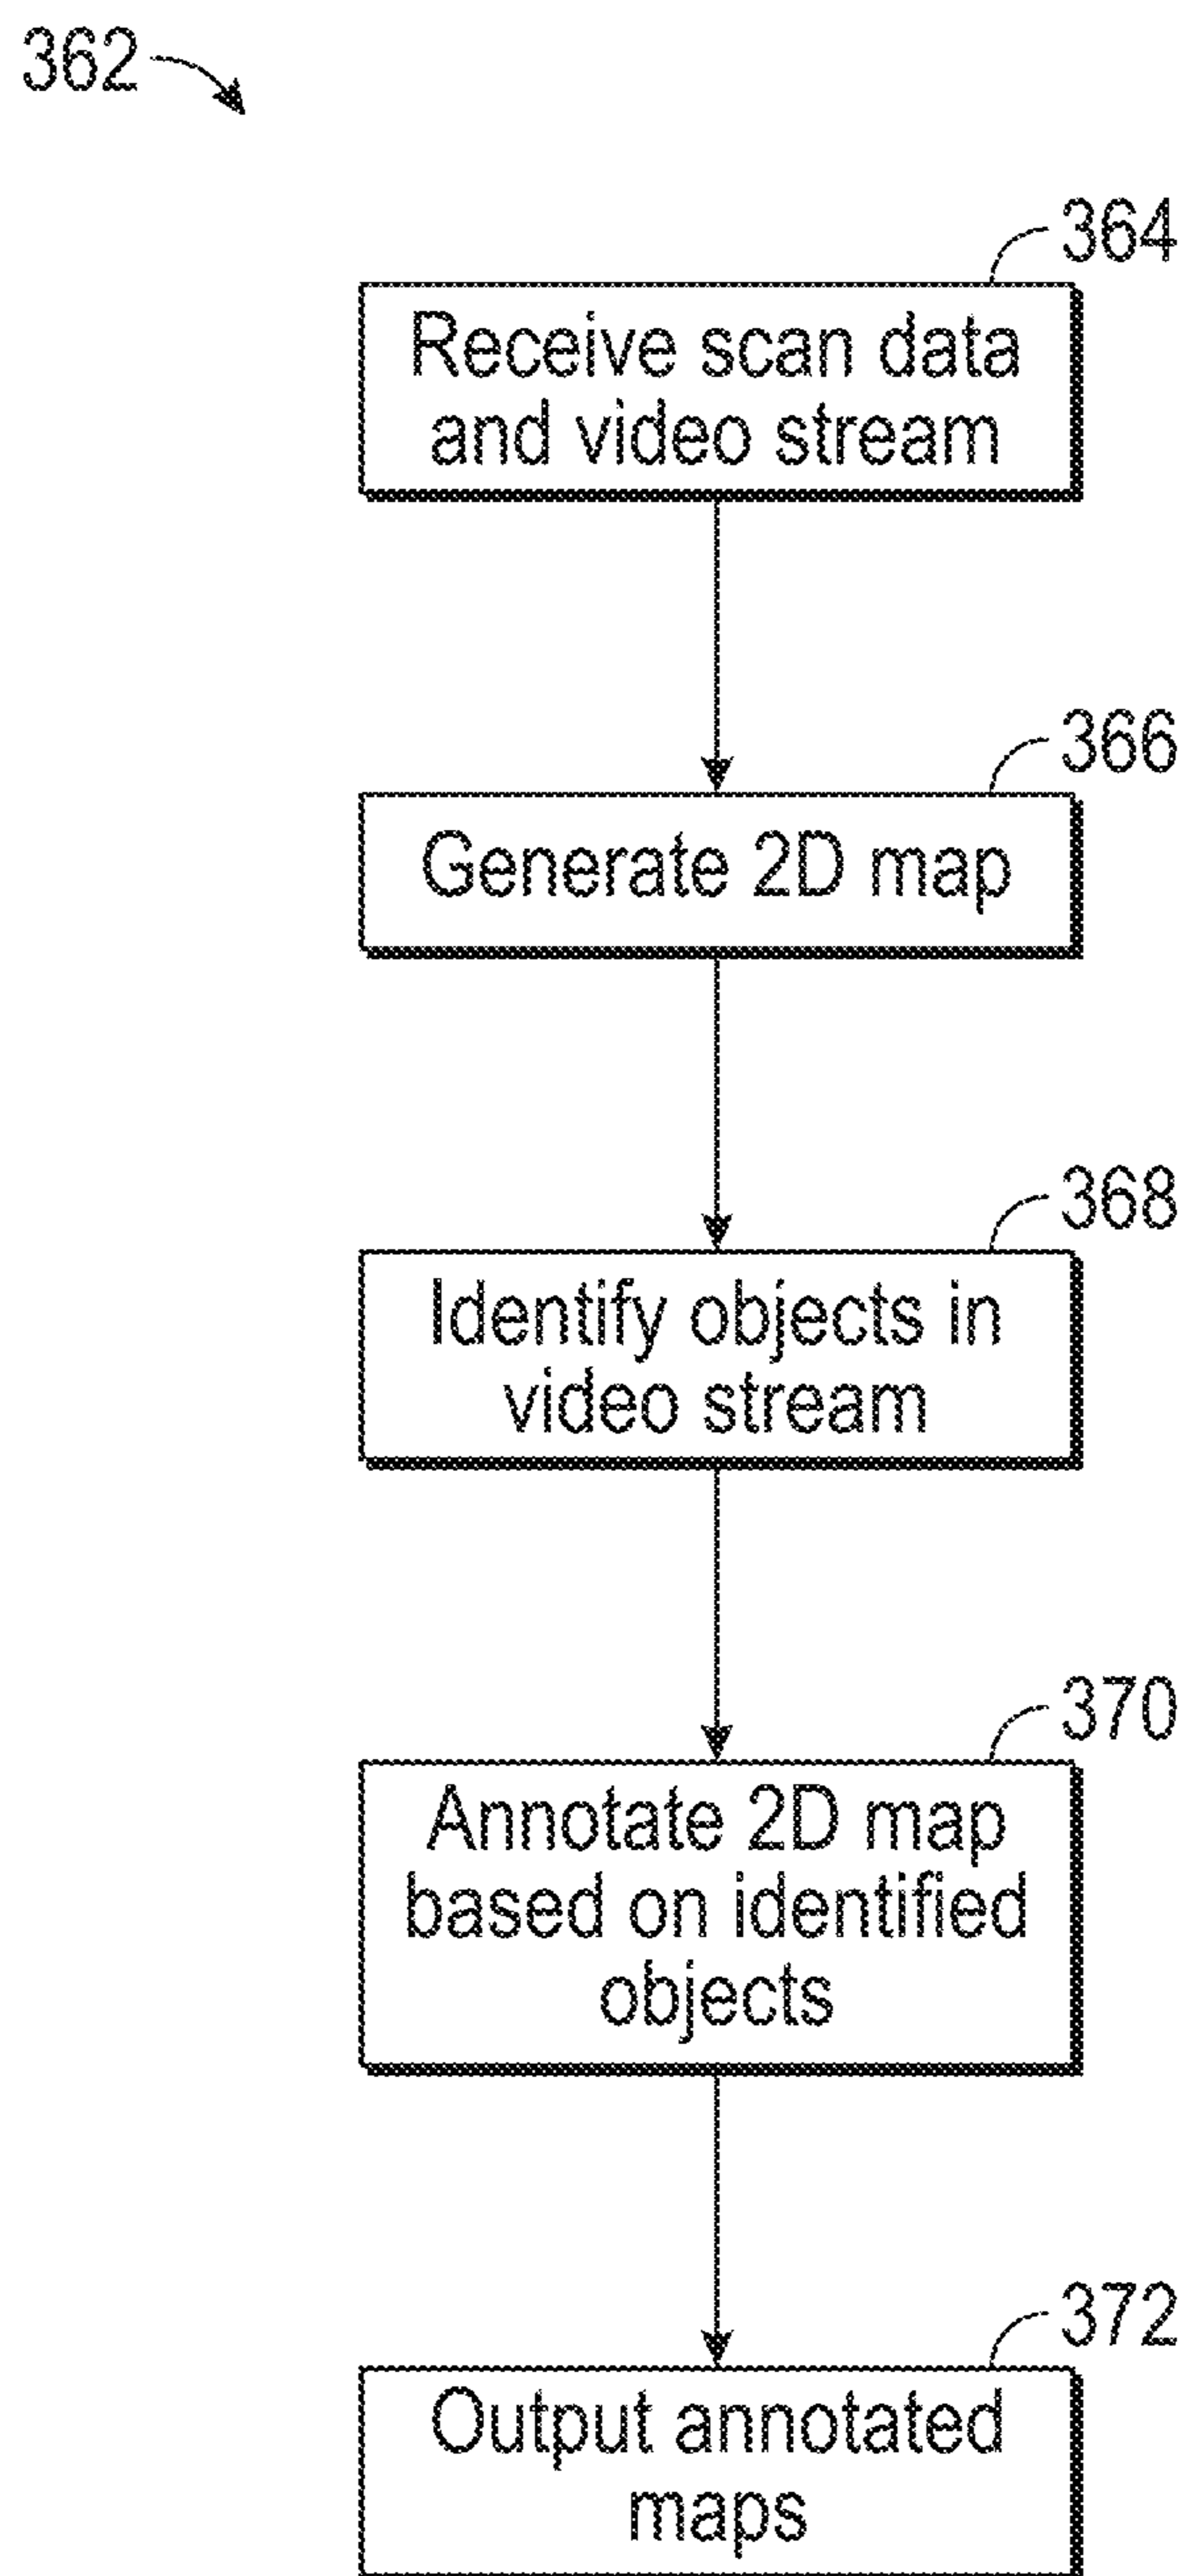 362
364
Receive scan data
and video stream
366
Generate 2D map
368
Identify objects in
video stream
370
Annotate 2D map
based on identified
objects
372
Output annotated
maps